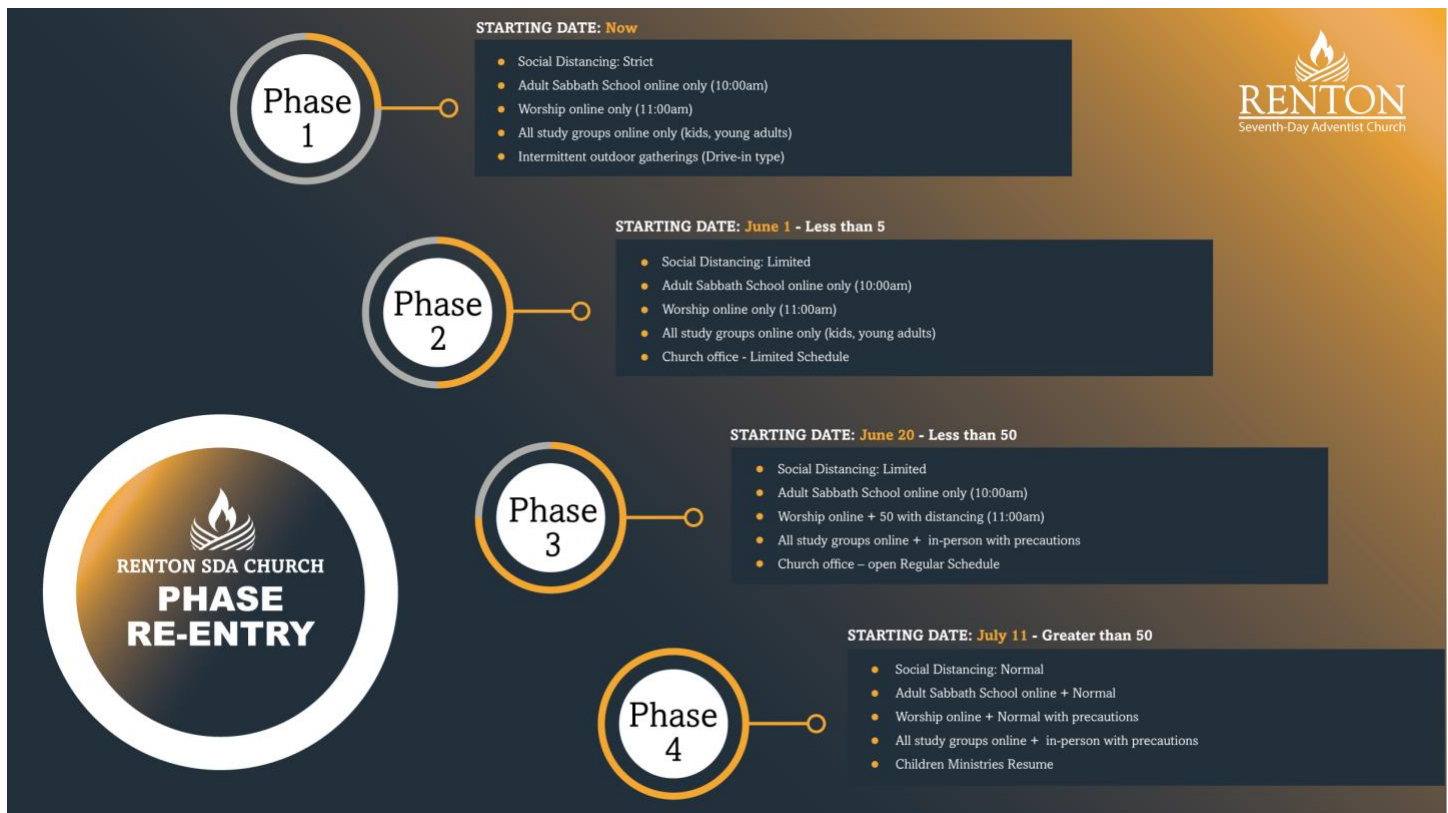 STARTING DATE: Now
Phase
1
• Social Distancing: Strict
• Adult Sabbath School online only (10:00am)
• Worship online only (11:00am)
• All study groups online only (kids, young adults)
• Intermittent outdoor gatherings (Drive-in type)
RENTON
Seventh-Day Adventist Church
STARTING DATE: June 1 - Less than 5
Phase
2
• Social Distancing: Limited
• Adult Sabbath School online only (10:00am)
• Worship online only (11:00am)
• All study groups online only (kids, young adults)
• Church office - Limited Schedule
STARTING DATE: June 20 - Less than 50
Phase
3
• Social Distancing: Limited
• Adult Sabbath School online only (10:00am)
• Worship online + 50 with distancing (11:00am)
• All study groups online + in-person with precautions
• Church office – open Regular Schedule
RENTON SDA CHURCH
PHASE
RE-ENTRY
STARTING DATE: July 11 - Greater than 50
Phase
4
• Social Distancing: Normal
• Adult Sabbath School online + Normal
• Worship online + Normal with precautions
• All study groups online + in-person with precautions
• Children Ministries Resume